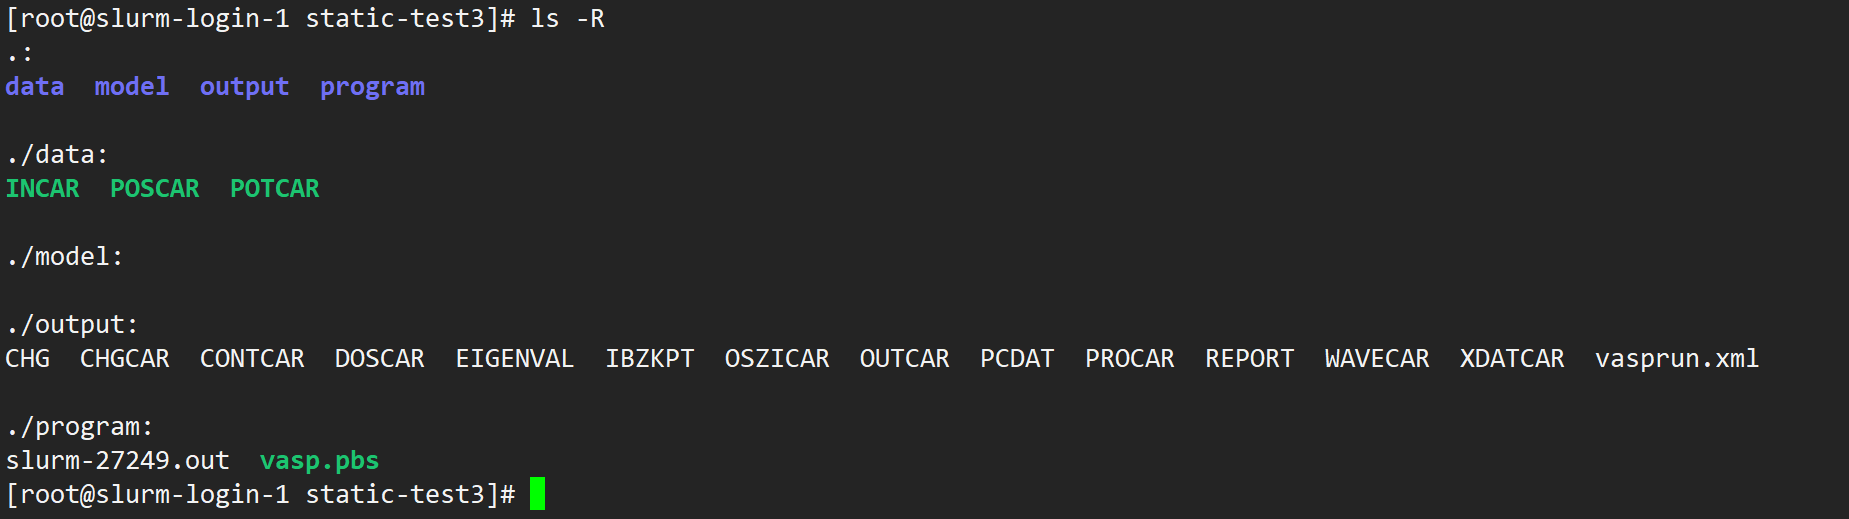 [root@slurm-login-1 static-test3]# ls -R
.:
data  model  output  program
./data:
INCAR  POSCAR  POTCAR
./model:
./output:
CHG  CHGCAR  CONTCAR  DOSCAR  EIGENVAL  IBZKPT  OSZICAR  OUTCAR  PCDAT  PROCAR  REPORT  WAVECAR  XDATCAR  vasprun.xml
./program:
slurm-27249.out  vasp.pbs
[root@slurm-login-1 static-test3]#